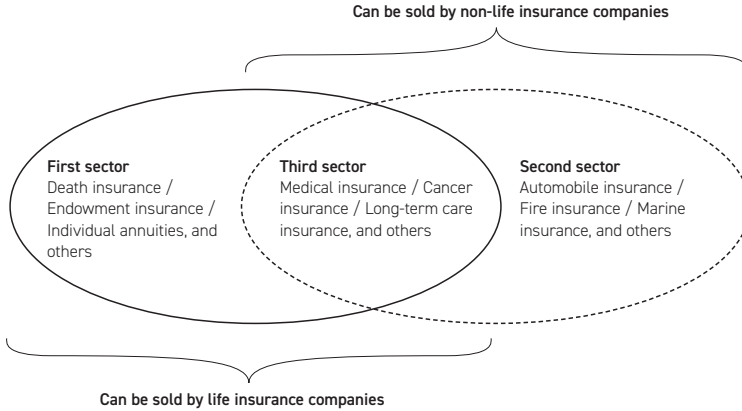 Can be sold by non-life insurance companies
First sector
Death insurance /
Endowment insurance /
Individual annuities, and
others
Third sector
Medical insurance / Cancer
insurance / Long-term care
insurance, and others
Second sector
Automobile insurance /
Fire insurance / Marine
insurance, and others
Can be sold by life insurance companies